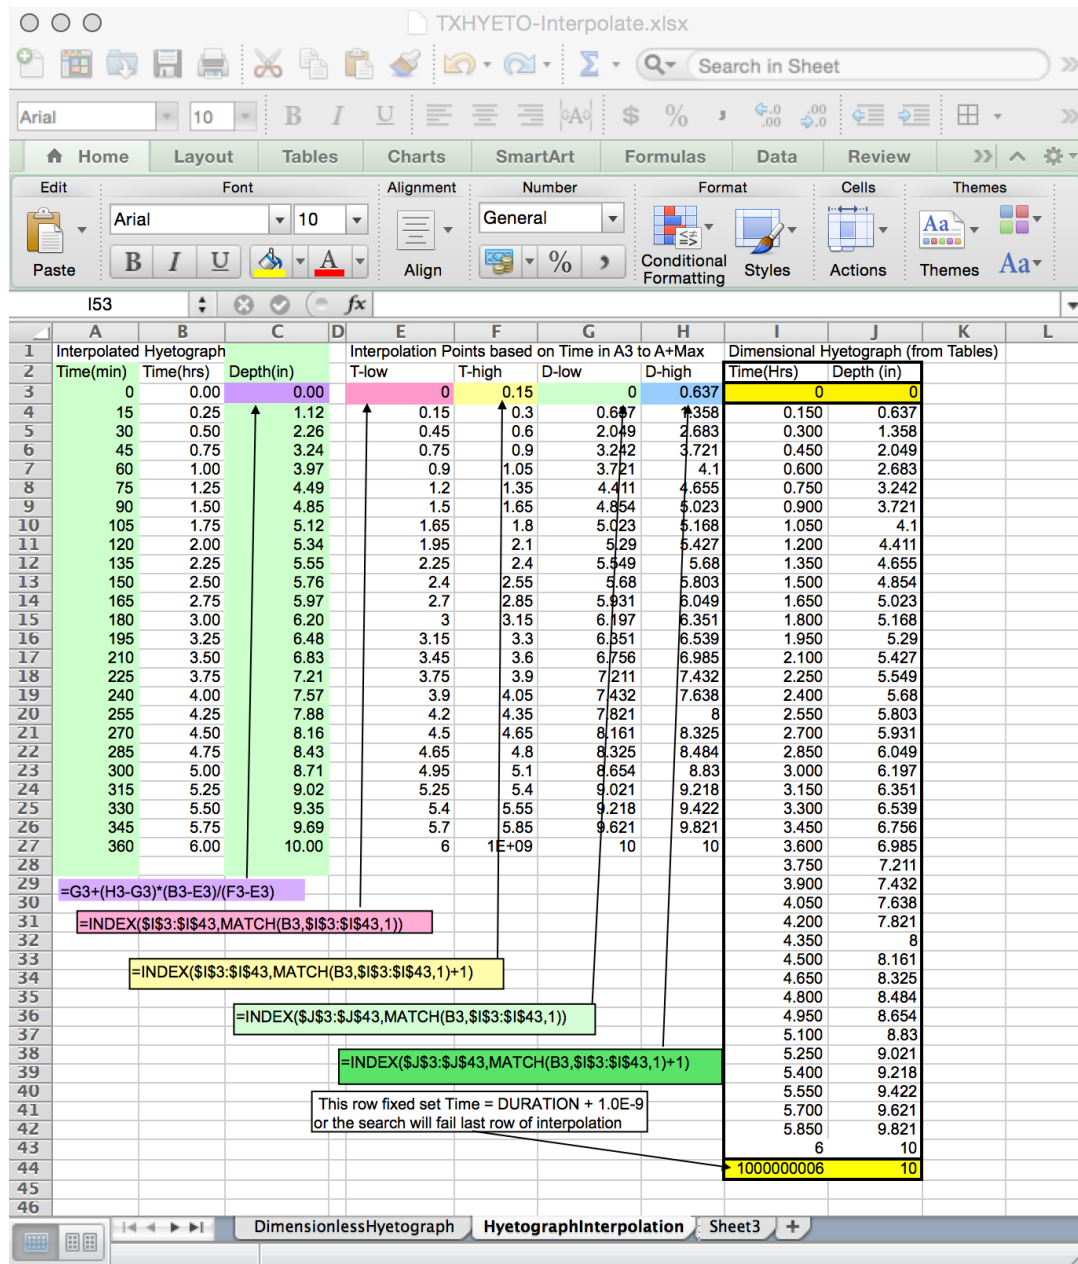 TXHYETO-Interpolate.xlsx
Search in Sheet
Arial 10 B I U A $ % , .0 .00 .00 .0
Home Layout Tables Charts SmartArt Formulas Data Review
Edit Font Alignment Number Format Cells Themes
Arial 10 General
B I U A % , Aa Aa
Paste Align Conditional Formatting Styles Actions Themes
I53 fx
A B C D E F G H I J K L
1 Interpolated Hyetograph Interpolation Points based on Time in A3 to A+Max Dimensional Hyetograph (from Tables)
2 Time(min) Time(hrs) Depth(in) T-low T-high D-low D-high Time(Hrs) Depth (in)
3 0 0.00 0.00 0 0.15 0 0.637 0 0
4 15 0.25 1.12 0.15 0.3 0.637 1.358 0.150 0.637
5 30 0.50 2.26 0.45 0.6 2.049 2.683 0.300 1.358
6 45 0.75 3.24 0.75 0.9 3.242 3.721 0.450 2.049
7 60 1.00 3.97 0.9 1.05 3.721 4.1 0.600 2.683
8 75 1.25 4.49 1.2 1.35 4.411 4.655 0.750 3.242
9 90 1.50 4.85 1.5 1.65 4.854 5.023 0.900 3.721
10 105 1.75 5.12 1.65 1.8 5.023 5.168 1.050 4.1
11 120 2.00 5.34 1.95 2.1 5.29 5.427 1.200 4.411
12 135 2.25 5.55 2.25 2.4 5.549 5.68 1.350 4.655
13 150 2.50 5.76 2.4 2.55 5.68 5.803 1.500 4.854
14 165 2.75 5.97 2.7 2.85 5.931 6.049 1.650 5.023
15 180 3.00 6.20 3 3.15 6.197 6.351 1.800 5.168
16 195 3.25 6.48 3.15 3.3 6.351 6.539 1.950 5.29
17 210 3.50 6.83 3.45 3.6 6.756 6.985 2.100 5.427
18 225 3.75 7.21 3.75 3.9 7.211 7.432 2.250 5.549
19 240 4.00 7.57 3.9 4.05 7.432 7.638 2.400 5.68
20 255 4.25 7.88 4.2 4.35 7.821 8 2.550 5.803
21 270 4.50 8.16 4.5 4.65 8.161 8.325 2.700 5.931
22 285 4.75 8.43 4.65 4.8 8.325 8.484 2.850 6.049
23 300 5.00 8.71 4.95 5.1 8.654 8.83 3.000 6.197
24 315 5.25 9.02 5.25 5.4 9.021 9.218 3.150 6.351
25 330 5.50 9.35 5.4 5.55 9.218 9.422 3.300 6.539
26 345 5.75 9.69 5.7 5.85 9.621 9.821 3.450 6.756
27 360 6.00 10.00 6 1E+09 10 10 3.600 6.985
28 3.750 7.211
29 =G3+(H3-G3)*(B3-E3)/(F3-E3) 3.900 7.432
30 4.050 7.638
31 =INDEX($I$3:$I$43,MATCH(B3,$I$3:$I$43,1)) 4.200 7.821
32 4.350 8
33 =INDEX($I$3:$I$43,MATCH(B3,$I$3:$I$43,1)+1) 4.500 8.161
34 4.650 8.325
35 4.800 8.484
36 =INDEX($J$3:$J$43,MATCH(B3,$I$3:$I$43,1)) 4.950 8.654
37 5.100 8.83
38 =INDEX($J$3:$J$43,MATCH(B3,$I$3:$I$43,1)+1) 5.250 9.021
39 5.400 9.218
40 This row fixed set Time = DURATION + 1.0E-9 5.550 9.422
41 or the search will fail last row of interpolation 5.700 9.621
42 5.850 9.821
43 6 10
44 1000000006 10
45
46
DimensionlessHyetograph HyetographInterpolation Sheet3 +